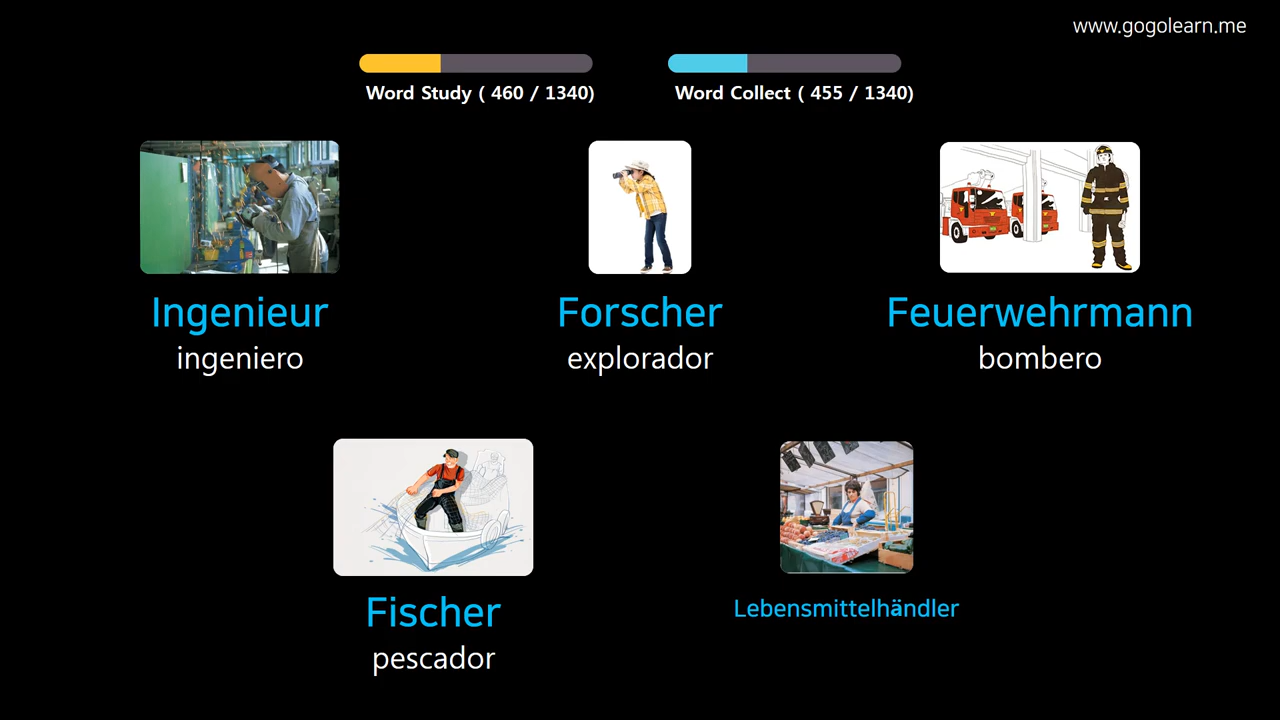 www.gogolearn.me
Word Study ( 460 / 1340)
Word Collect ( 455 / 1340)
Ingenieur
ingeniero
Forscher
explorador
Feuerwehrmann
bombero
Fischer
pescador
Lebensmittelhändler